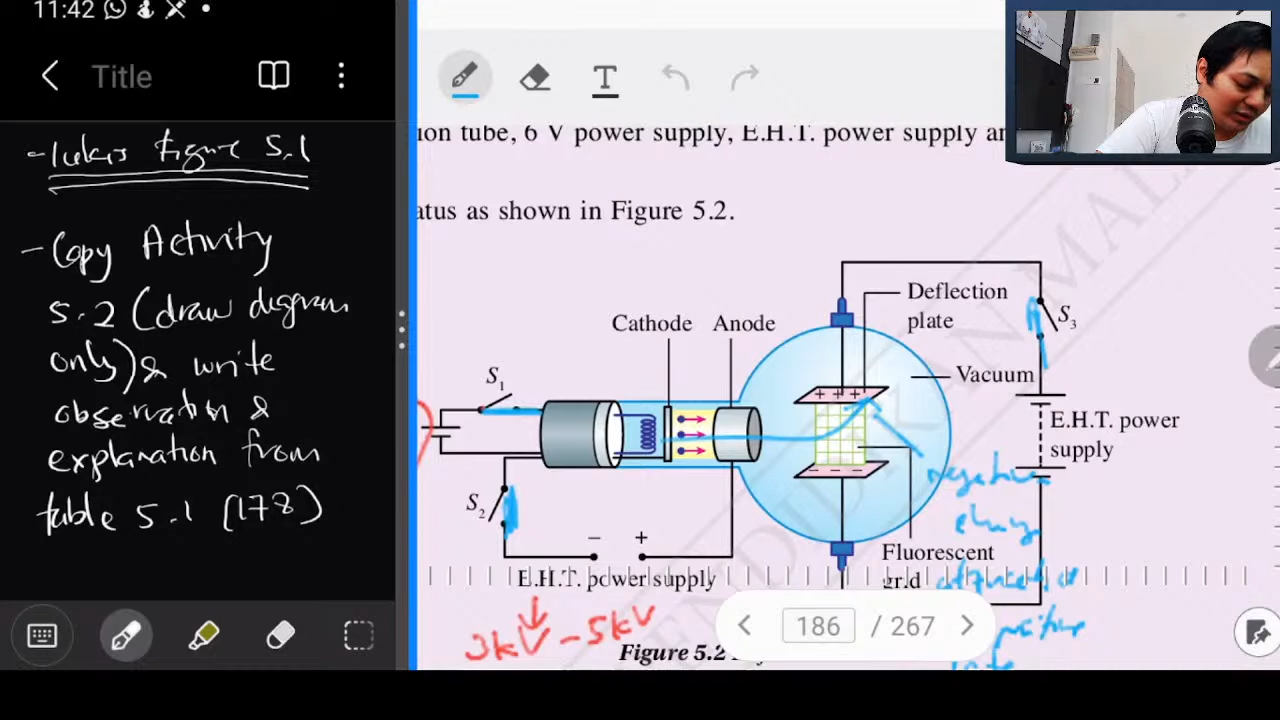 11:42
Title
- lukis figure 5.1
- Copy Activity
5.2 (draw diagram
only) & write
observation &
explanation from
table 5.1 (178)
T
ion tube, 6 V power supply, E.H.T. power supply an
atus as shown in Figure 5.2.
Deflection
plate
S3
Cathode Anode
Vacuum
S1
+ + +
E.H.T. power
supply
− − −
S2
− +
negative
Fluorescent
grid
E.H.T. power supply
3kV - 5kV
positive
186 / 267
Figure 5.2